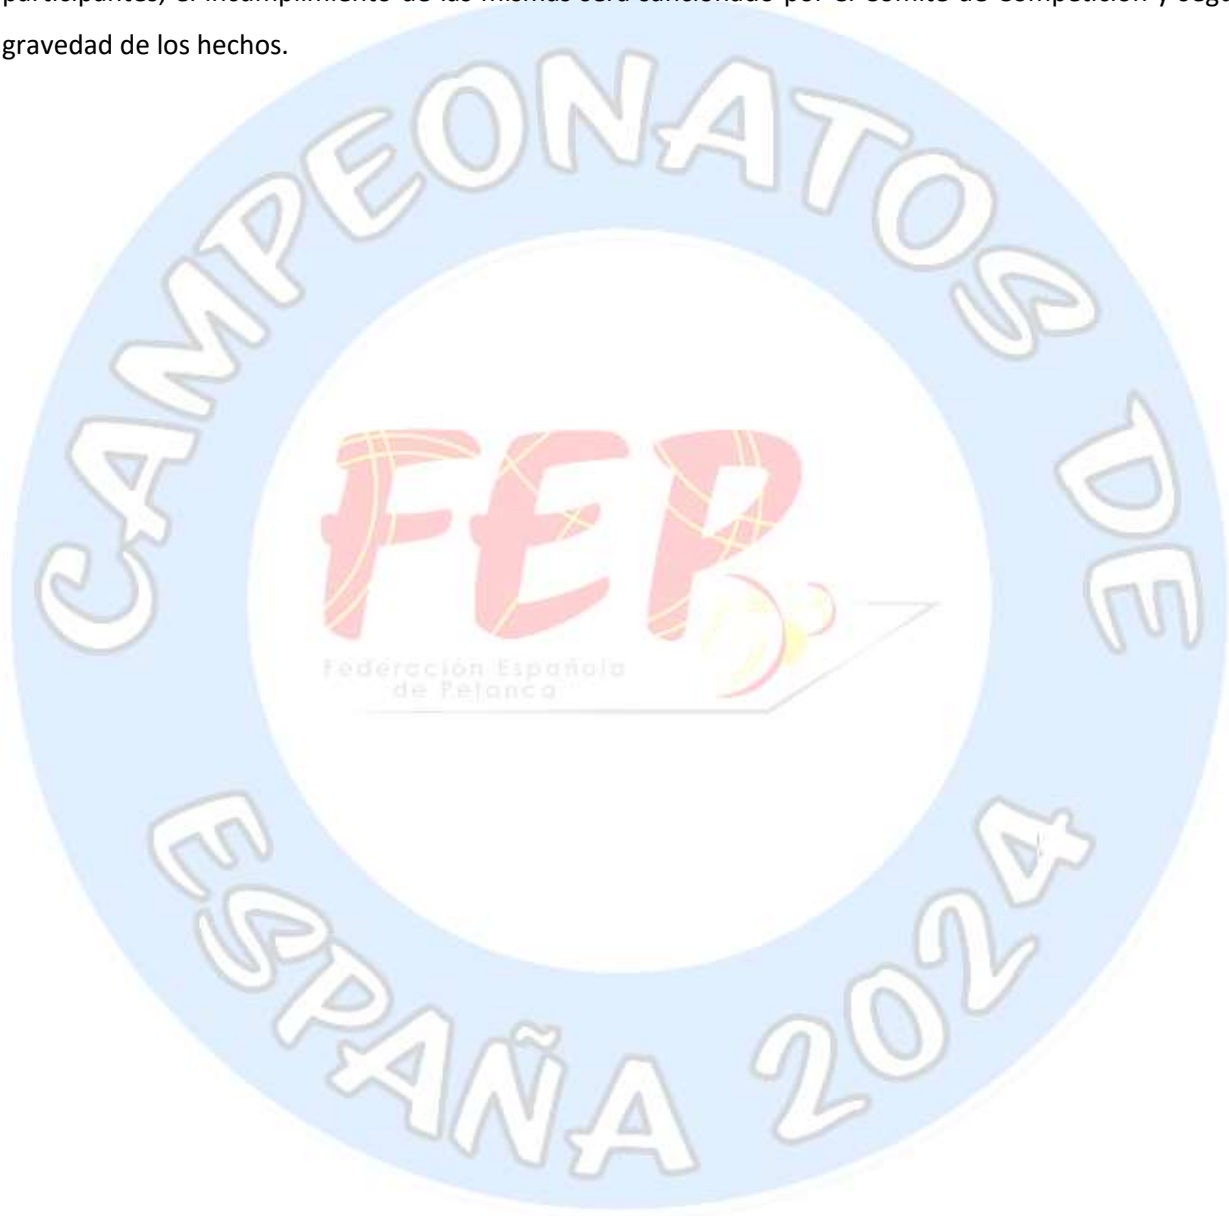 participantes, el incumplimiento de las mismas será sancionado por el Comité de Competición y
gravedad de los hechos.
CAMPEONATOS DE
FEP
Federación Española
de Petanca
ESPAÑA 2024